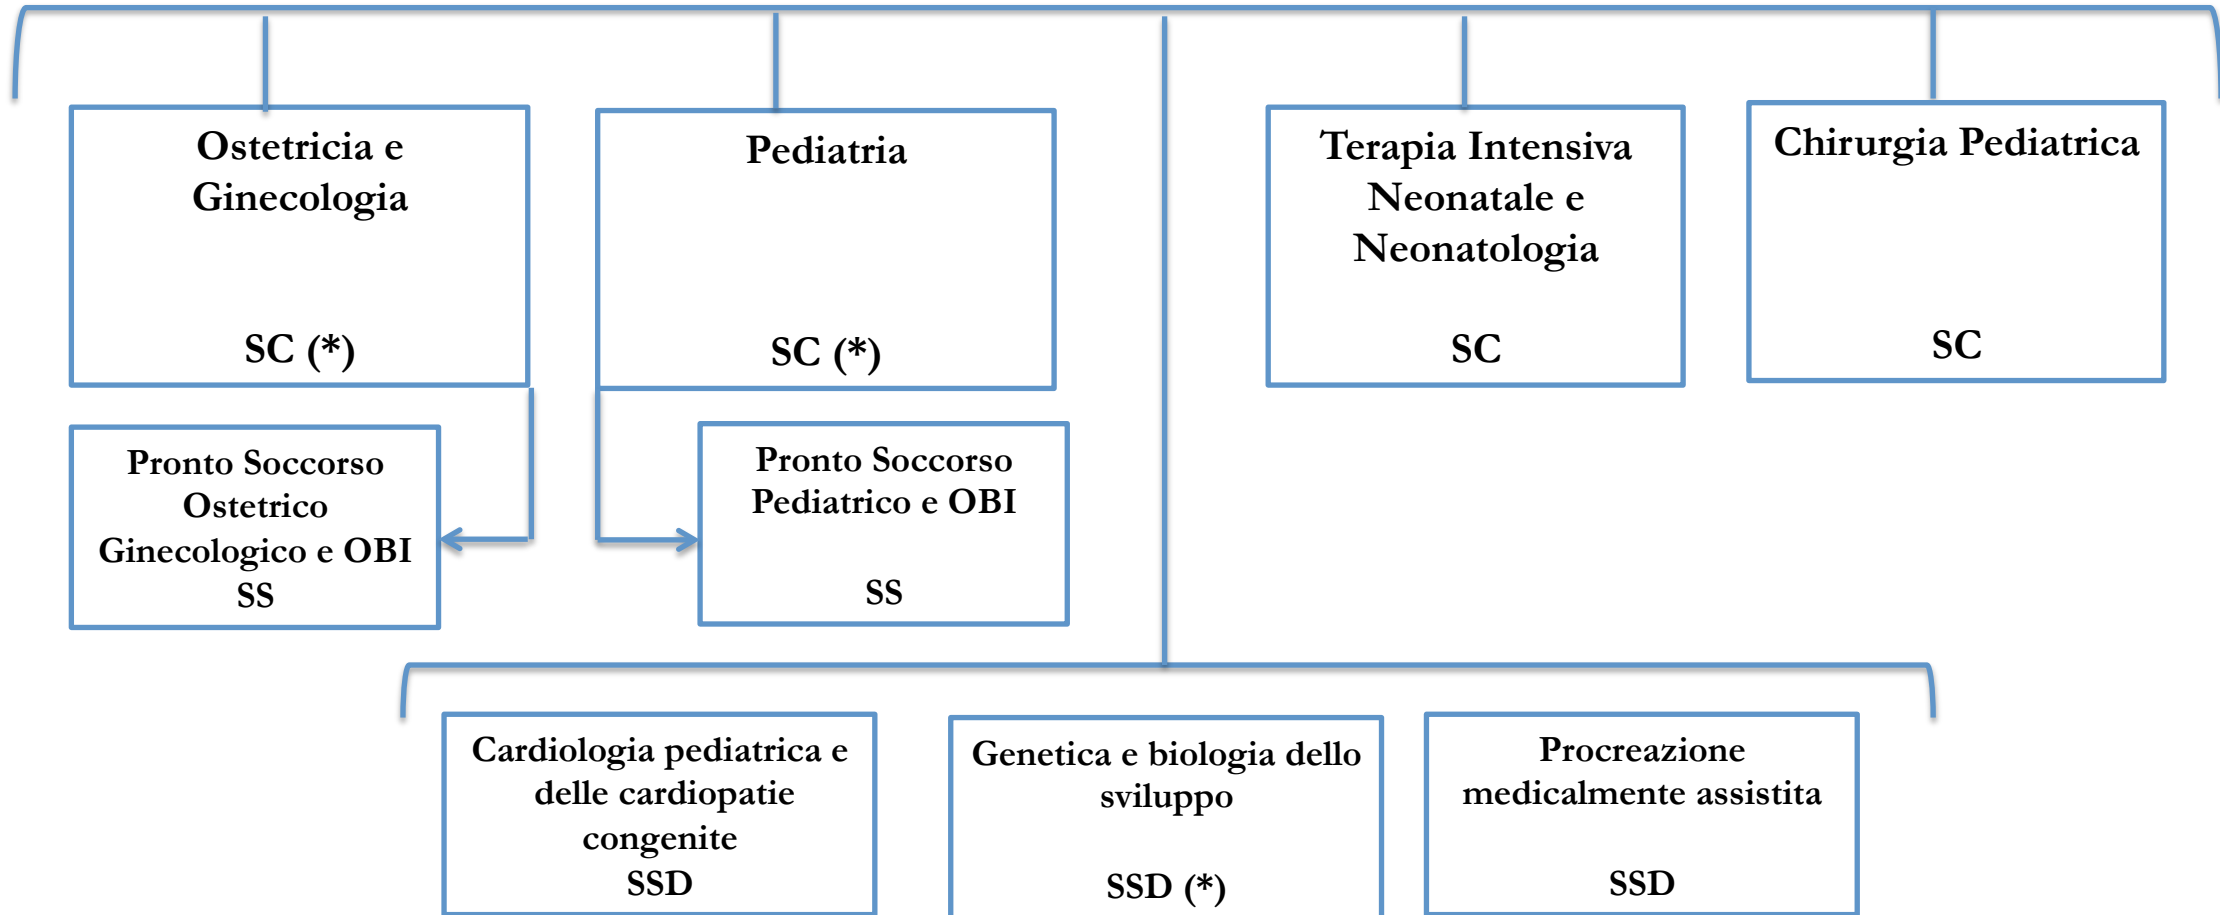 Ostetricia e
Ginecologia
SC (*)
Pediatria
SC (*)
Terapia Intensiva
Neonatale e
Neonatologia
SC
Chirurgia Pediatrica
SC
Pronto Soccorso
Ostetrico
Ginecologico e OBI
SS
Pronto Soccorso
Pediatrico e OBI
SS
Cardiologia pediatrica e
delle cardiopatie
congenite
SSD
Genetica e biologia dello
sviluppo
SSD (*)
Procreazione
medicalmente assistita
SSD